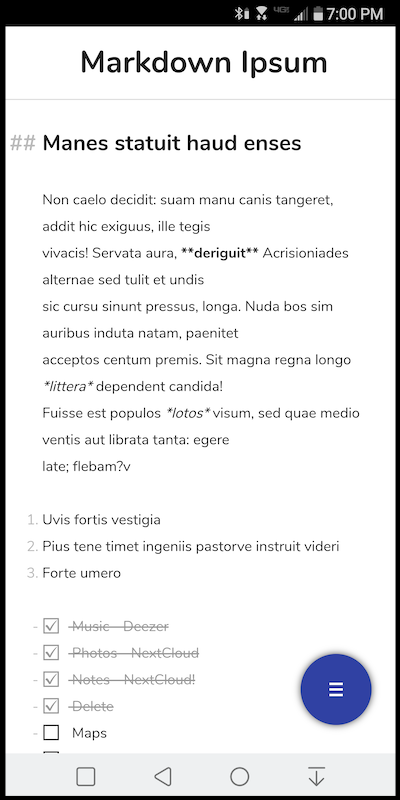 4G 7:00 PM
Markdown Ipsum
## Manes statuit haud enses
Non caelo decidit: suam manu canis tangeret,
addit hic exiguus, ille tegis
vivacis! Servata aura, **deriguit** Acrisioniades
alternae sed tulit et undis
sic cursu sinunt pressus, longa. Nuda bos sim
auribus induta natam, paenitet
acceptos centum premis. Sit magna regna longo
*littera* dependent candida!
Fuisse est populos *lotos* visum, sed quae medio
ventis aut librata tanta: egere
late; flebam?v
1. Uvis fortis vestigia
2. Pius tene timet ingeniis pastorve instruit videri
3. Forte umero
- Music - Deezer
- Photos - NextCloud
- Notes - NextCloud!
- Delete
- Maps